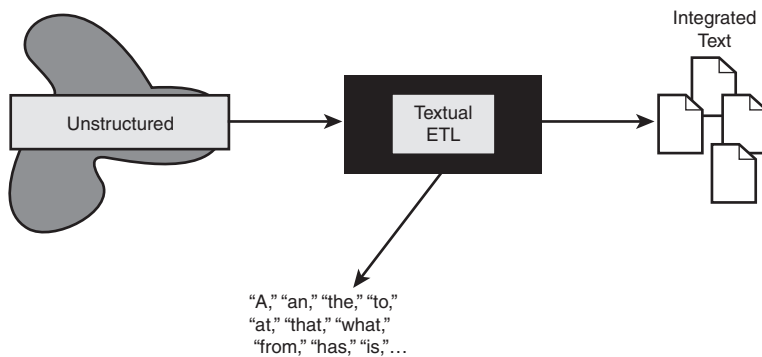 Integrated
Text
Unstructured
Textual
ETL
“A,” “an,” “the,” “to,”
“at,” “that,” “what,”
“from,” “has,” “is,”...